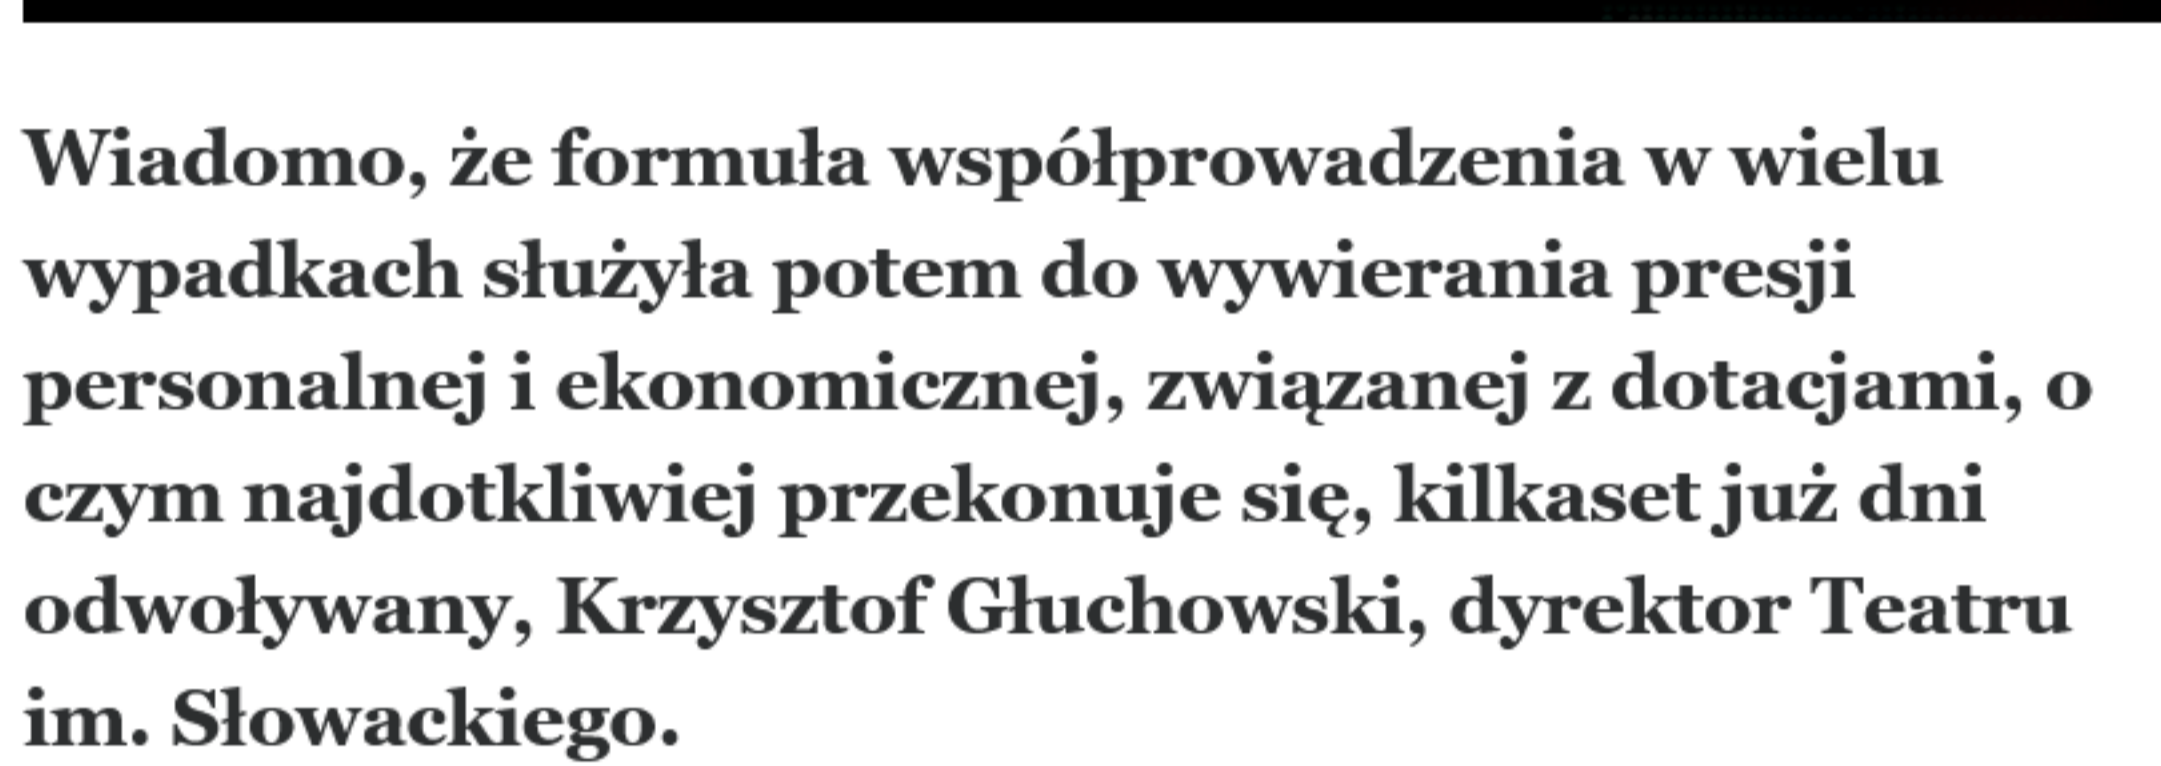 Wiadomo, że formuła współprowadzenia w wielu
wypadkach służyła potem do wywierania presji
personalnej i ekonomicznej, związanej z dotacjami, o
czym najdotkliwiej przekonuje się, kilkaset już dni
odwoływany, Krzysztof Głuchowski, dyrektor Teatru
im. Słowackiego.